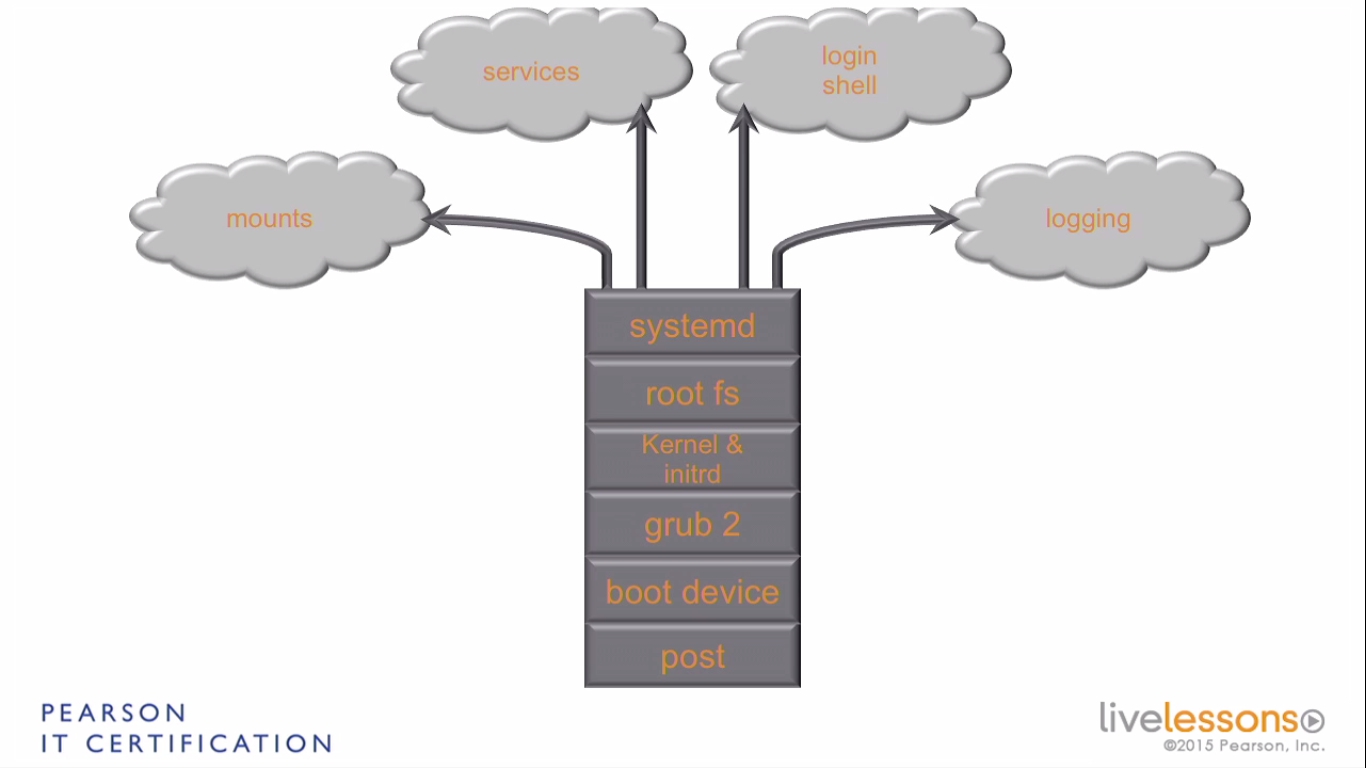 services
login
shell
mounts
logging
systemd
root fs
Kernel &
initrd
grub 2
boot device
post
PEARSON
IT CERTIFICATION
livelessons
©2015 Pearson, Inc.